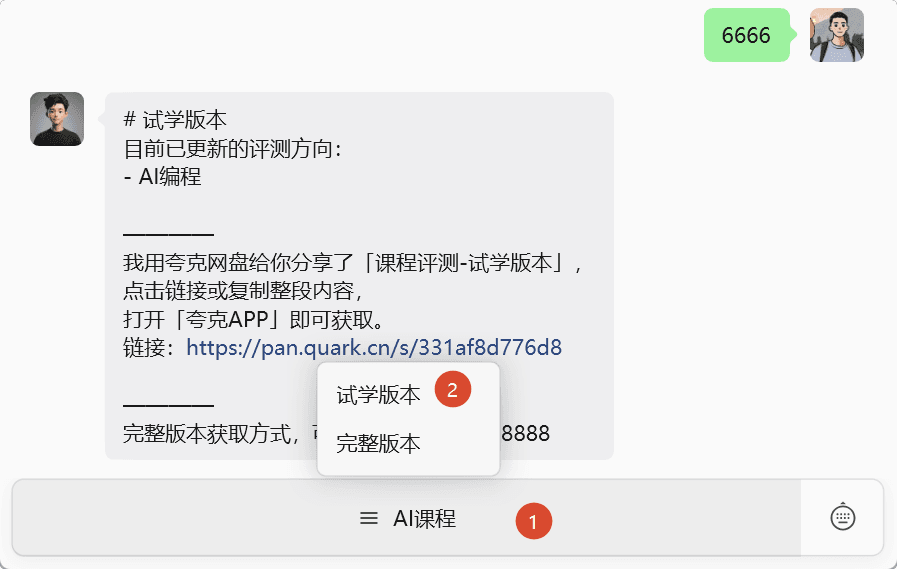 6666
# 试学版本
目前已更新的评测方向：
- AI编程
————
我用夸克网盘给你分享了「课程评测-试学版本」，
点击链接或复制整段内容，
打开「夸克APP」即可获取。
链接：https://pan.quark.cn/s/331af8d776d8
————
完整版本获取方式，
8888
试学版本
2
完整版本
AI课程
1